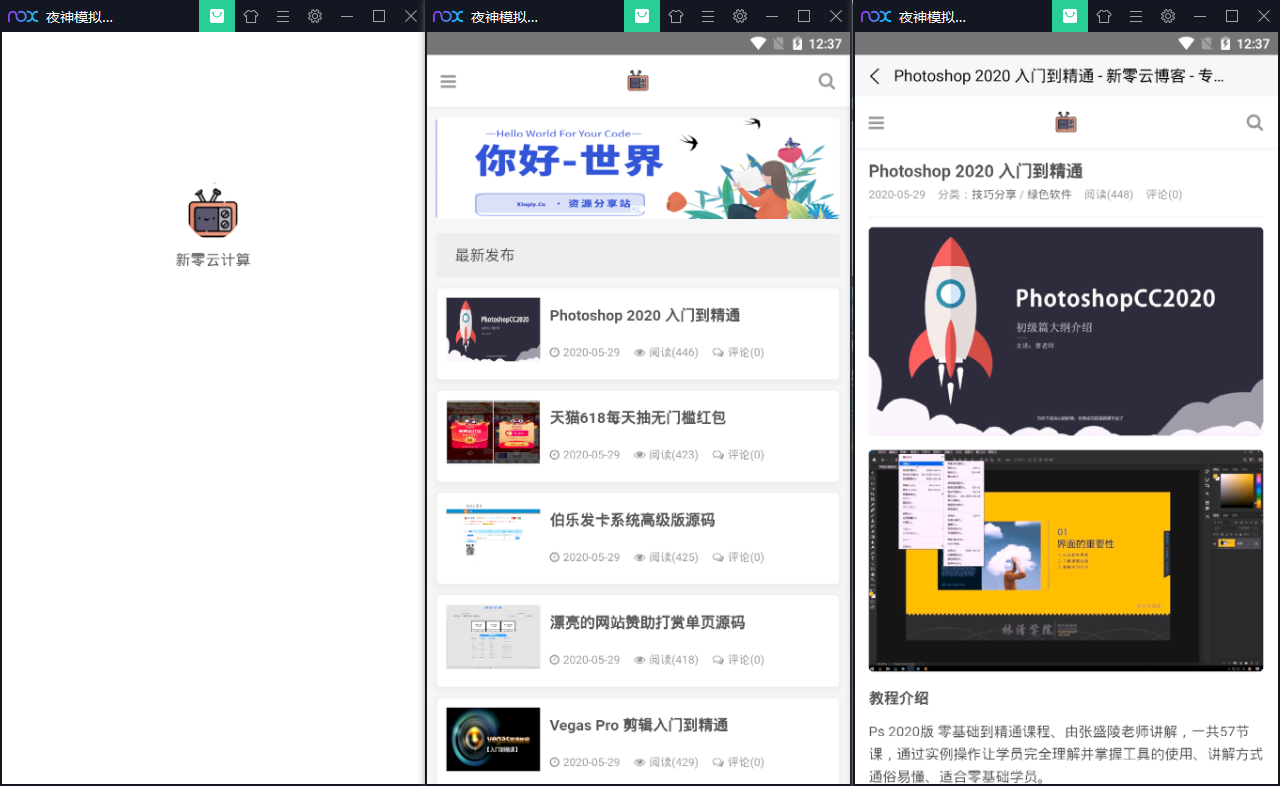 nox 夜神模拟...
新零云计算
nox 夜神模拟...
12:37
—Hello World For Your Code—
你好-世界
Xingly.Cn · 资源分享站
最新发布
PhotoshopCC2020
Photoshop 2020 入门到精通
2020-05-29 阅读(446) 评论(0)
天猫618每天抽无门槛红包
2020-05-29 阅读(423) 评论(0)
伯乐发卡系统高级版源码
2020-05-29 阅读(425) 评论(0)
漂亮的网站赞助打赏单页源码
2020-05-29 阅读(418) 评论(0)
Vegas Pro 剪辑入门到精通
2020-05-29 阅读(429) 评论(0)
nox 夜神模拟...
12:37
Photoshop 2020 入门到精通 - 新零云博客 - 专...
Photoshop 2020 入门到精通
2020-05-29 分类：技巧分享 / 绿色软件 阅读(448) 评论(0)
PhotoshopCC2020
初级篇大纲介绍
主讲：曹老师
01
界面的重要性
林清学院
教程介绍
Ps 2020版 零基础到精通课程、由张盛陵老师讲解，一共57节
课，通过实例操作让学员完全理解并掌握工具的使用、讲解方式
通俗易懂、适合零基础学员。